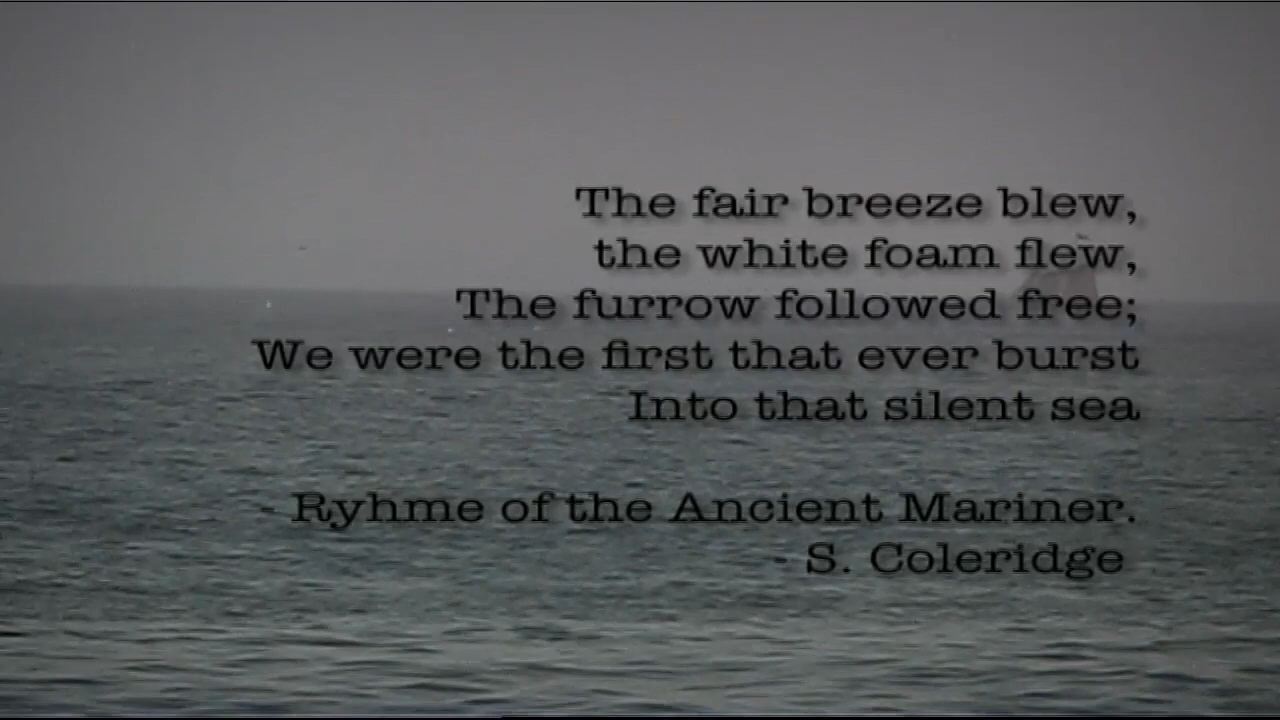 The fair breeze blew,
the white foam flew,
The furrow followed free;
We were the first that ever burst
Into that silent sea
- Ryhme of the Ancient Mariner.
- S. Coleridge